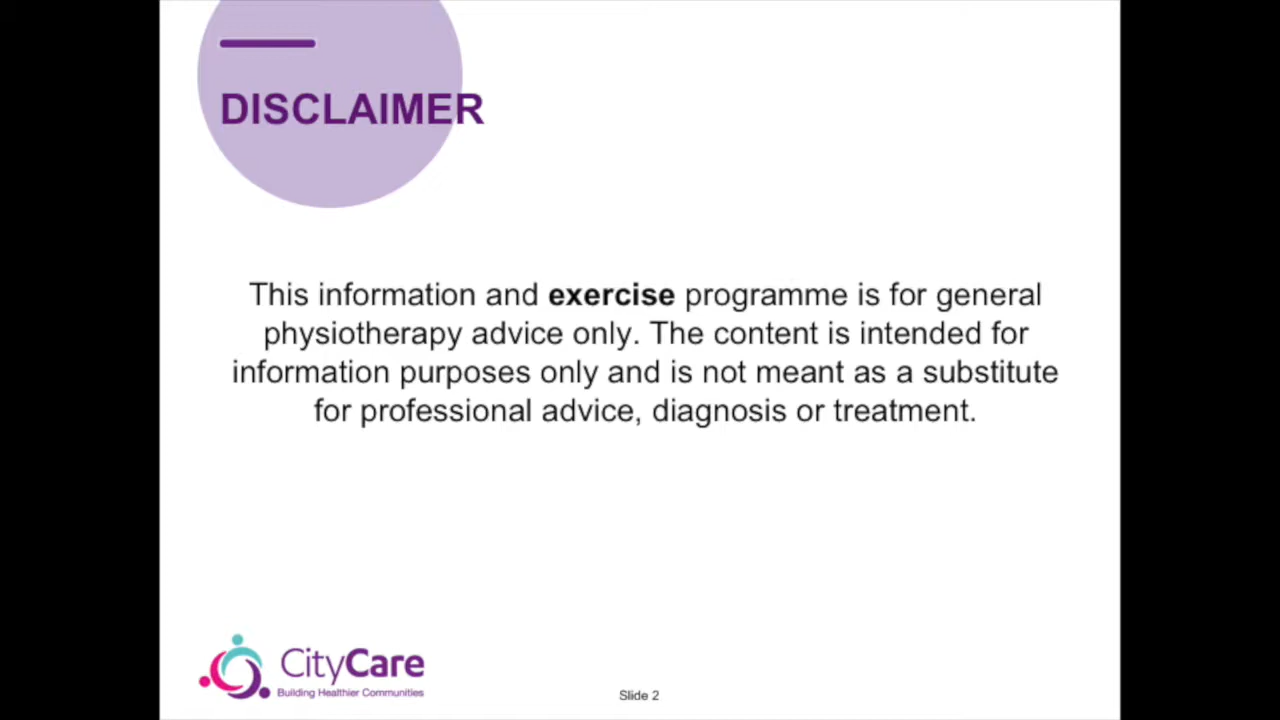 DISCLAIMER
This information and exercise programme is for general
physiotherapy advice only. The content is intended for
information purposes only and is not meant as a substitute
for professional advice, diagnosis or treatment.
CityCare
Building Healthier Communities
Slide 2